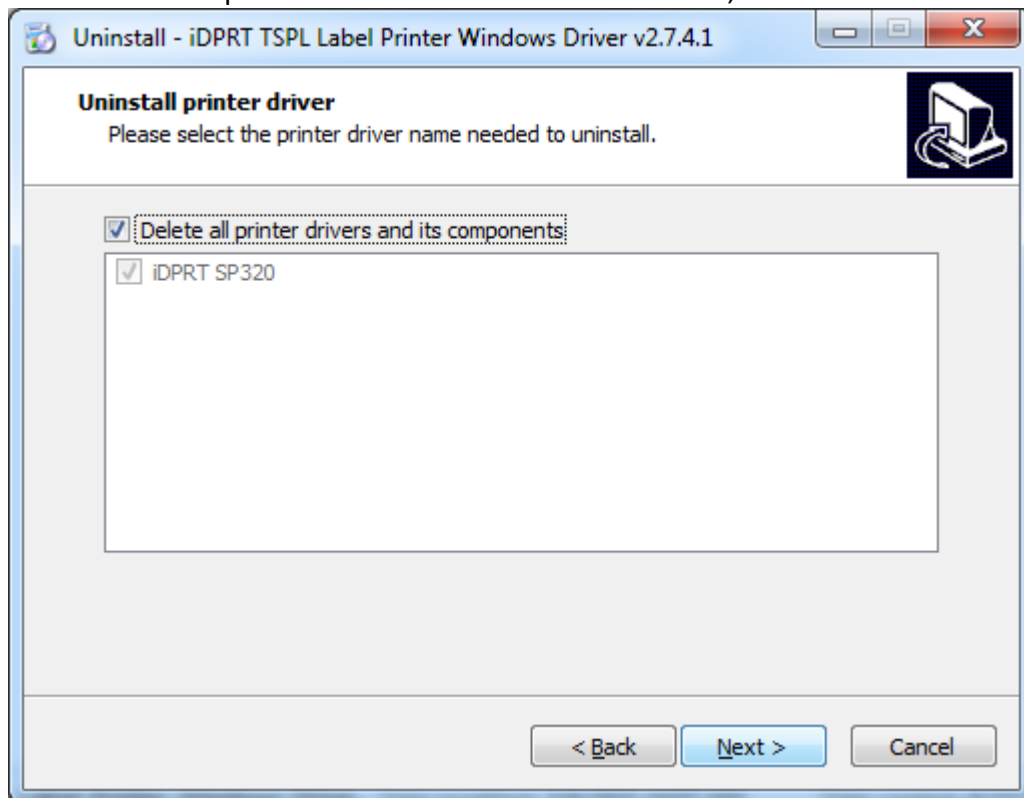 Uninstall - iDPRT TSPL Label Printer Windows Driver v2.7.4.1
Uninstall printer driver
Please select the printer driver name needed to uninstall.
Delete all printer drivers and its components
iDPRT SP320
< Back Next > Cancel